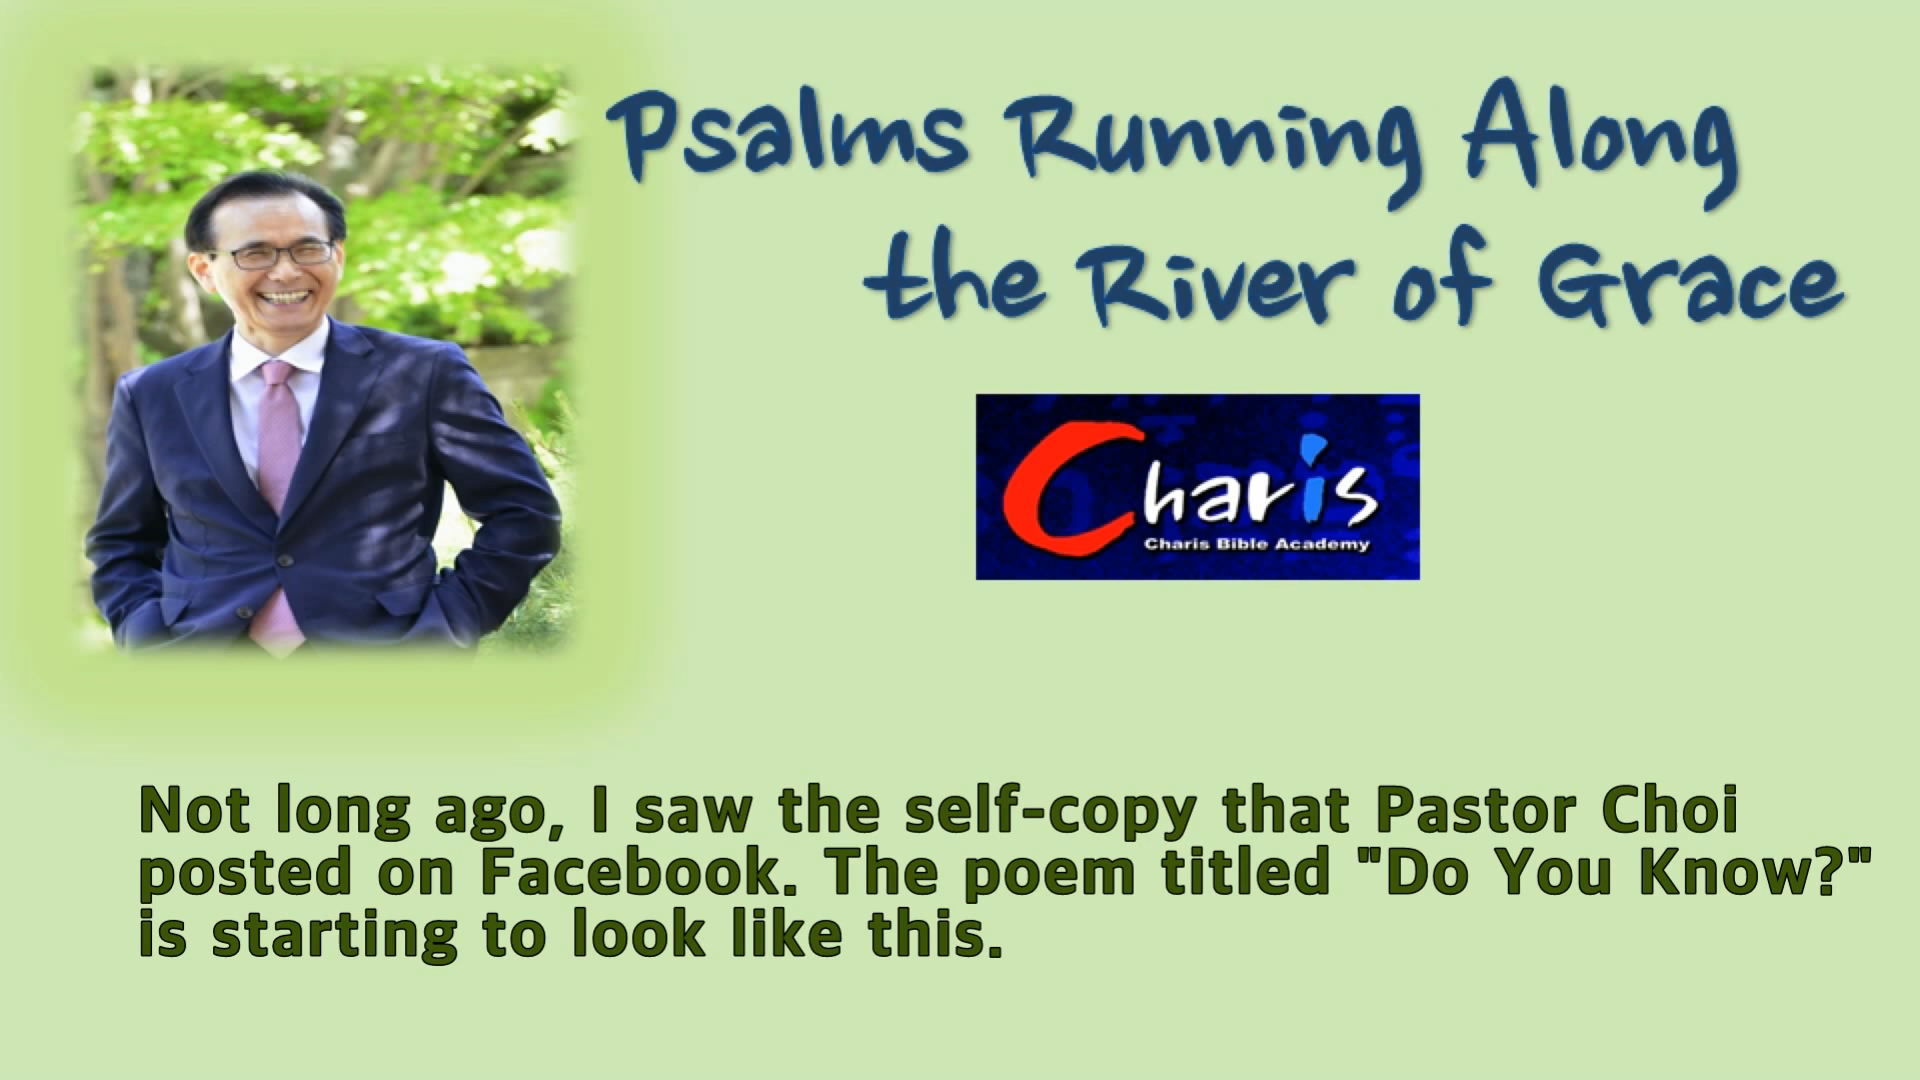 Psalms Running Along
the River of Grace
Charis
Charis Bible Academy
Not long ago, I saw the self-copy that Pastor Choi
posted on Facebook. The poem titled "Do You Know?"
is starting to look like this.